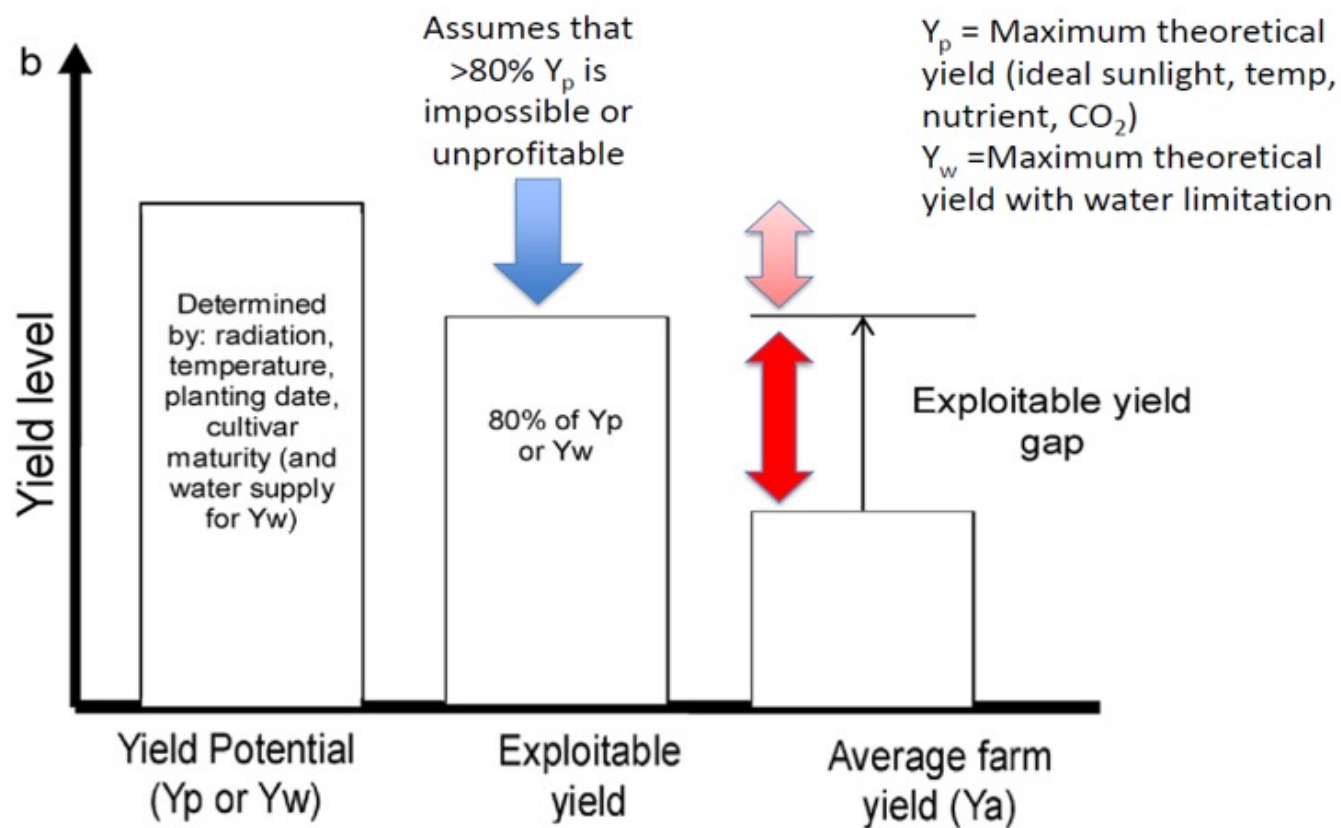 b
Yield level
Assumes that
>80% Yₚ is
impossible or
unprofitable
Yₚ = Maximum theoretical
yield (ideal sunlight, temp,
nutrient, CO₂)
Y_w =Maximum theoretical
yield with water limitation
Determined
by: radiation,
temperature,
planting date,
cultivar
maturity (and
water supply
for Yw)
80% of Yp
or Yw
Exploitable yield
gap
Yield Potential
(Yp or Yw)
Exploitable
yield
Average farm
yield (Ya)